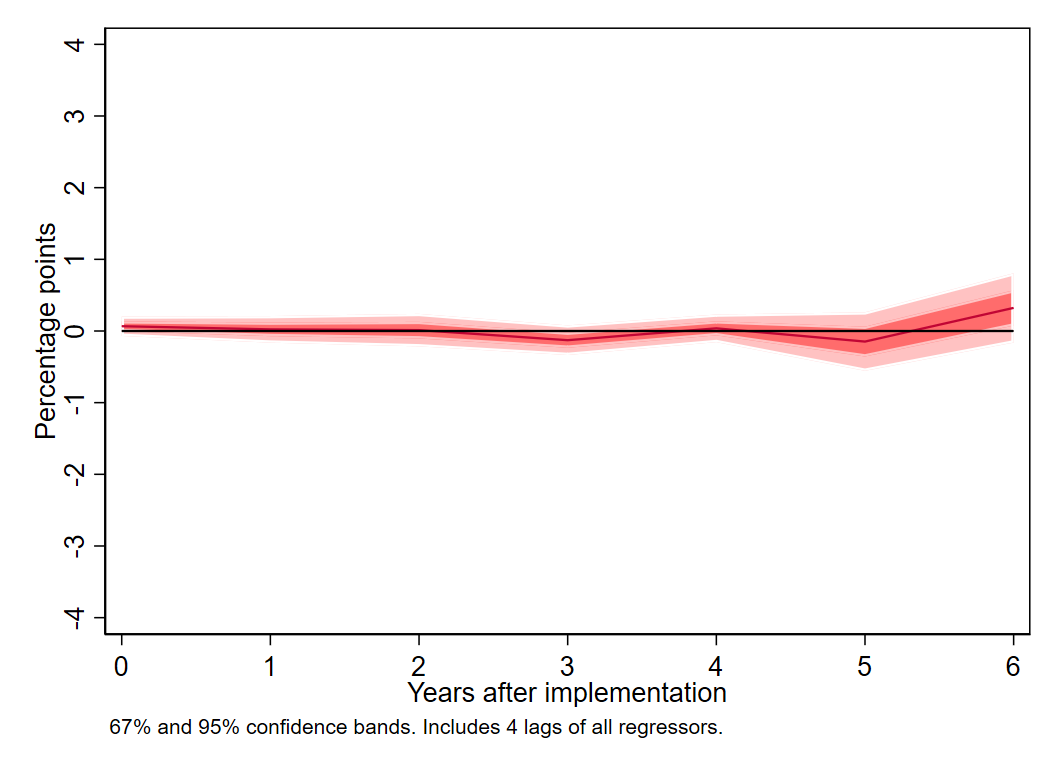 4
3
2
1
0
-1
-2
-3
-4
Percentage points
0 1 2 3 4 5 6
Years after implementation
67% and 95% confidence bands. Includes 4 lags of all regressors.